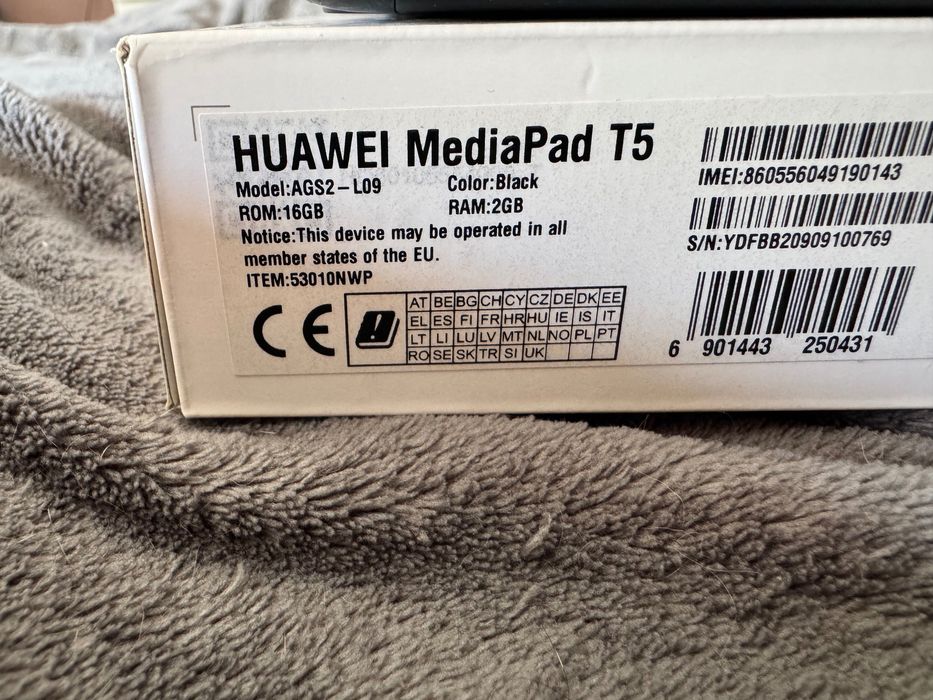 HUAWEI MediaPad T5
Model:AGS2-L09 Color:Black
ROM:16GB RAM:2GB
Notice:This device may be operated in all
member states of the EU.
ITEM:53010NWP
CE
AT BE BG CH CY CZ DE DK EE
EL ES FI FR HR HU IE IS IT
LT LI LU LV MT NL NO PL PT
RO SE SK TR SI UK
IMEI:860556049190143
S/N:YDFBB20909100769
6 901443 250431